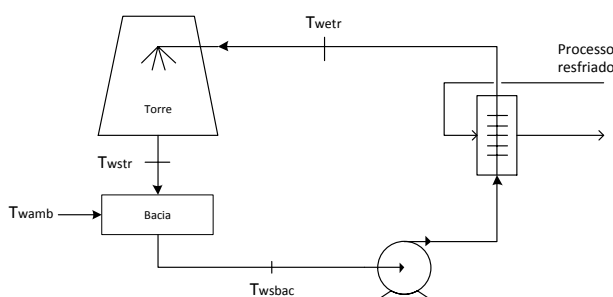 Twetr
Processo
resfriado
Torre
Twstr
Twamb
Bacia
Twsbac